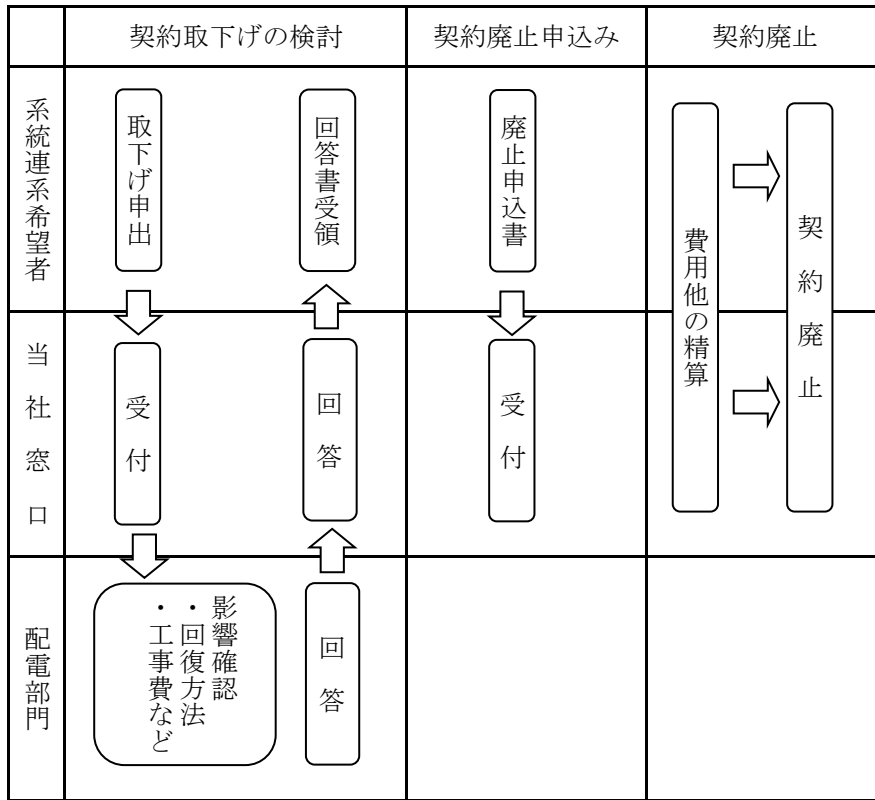 契約取下げの検討
契約廃止申込み
契約廃止
系統連系希望者
取下げ申出
回答書受領
廃止申込書
費用他の精算
契約廃止
当社窓口
受付
回答
受付
配電部門
影響確認
・回復方法
・工事費など
回答